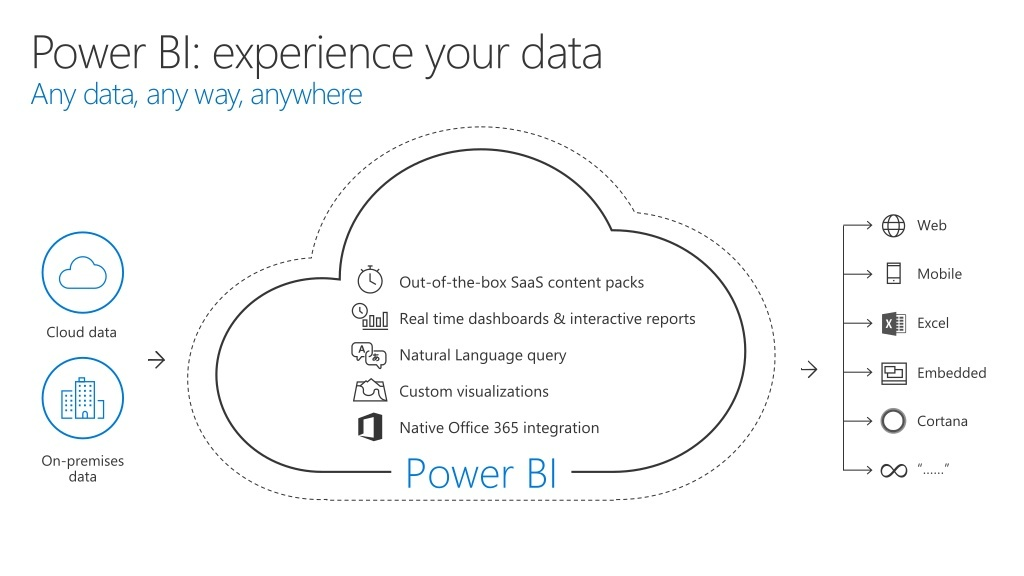 Power BI: experience your data
Any data, any way, anywhere
Cloud data
On-premises
data
Out-of-the-box SaaS content packs
Real time dashboards & interactive reports
Natural Language query
Custom visualizations
Native Office 365 integration
Power BI
Web
Mobile
Excel
Embedded
Cortana
“......”